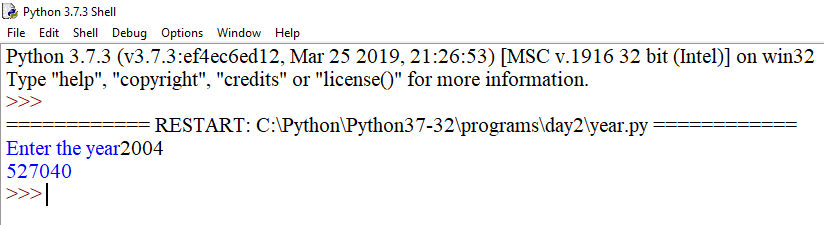 Python 3.7.3 Shell
File Edit Shell Debug Options Window Help
Python 3.7.3 (v3.7.3:ef4ec6ed12, Mar 25 2019, 21:26:53) [MSC v.1916 32 bit (Intel)] on win32
Type "help", "copyright", "credits" or "license()" for more information.
>>>
============ RESTART: C:\Python\Python37-32\programs\day2\year.py ============
Enter the year2004
527040
>>>